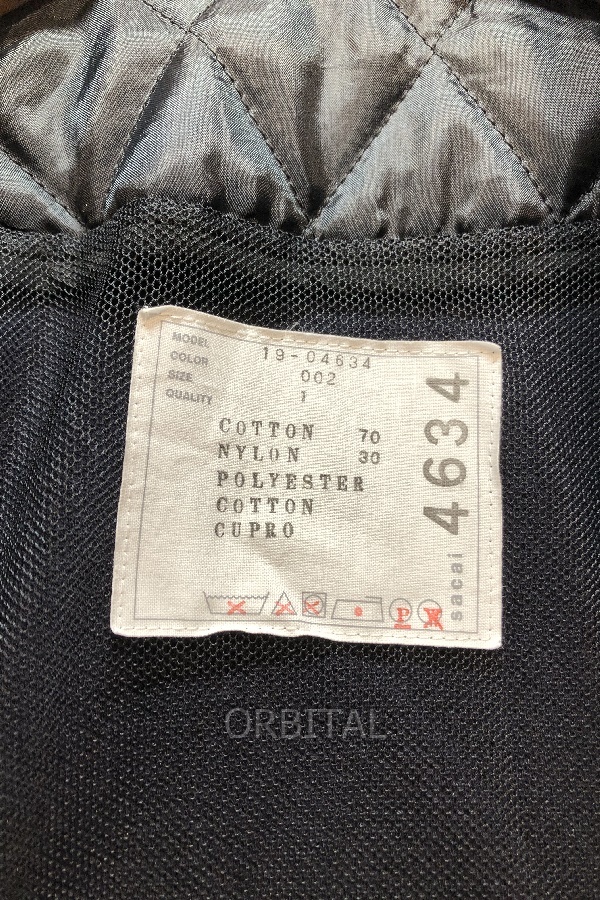 MODEL 19-04634
COLOR 002
SIZE 1
QUALITY
COTTON 70
NYLON 30
POLYESTER
COTTON
CUPRO
sacai 4634
P
ORBITAL